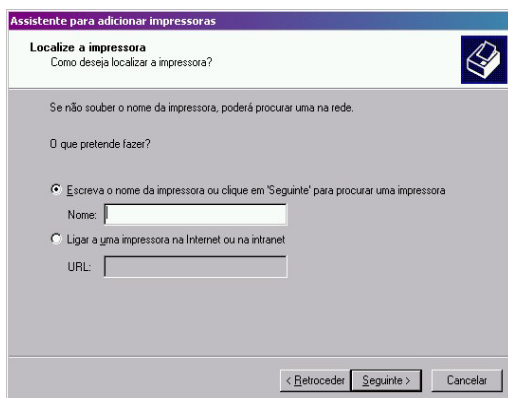 Assistente para adicionar impressoras
Localize a impressora
Como deseja localizar a impressora?
Se não souber o nome da impressora, poderá procurar uma na rede.
O que pretende fazer?
Escreva o nome da impressora ou clique em 'Seguinte' para procurar uma impressora
Nome:
Ligar a uma impressora na Internet ou na intranet
URL:
< Retroceder Seguinte > Cancelar